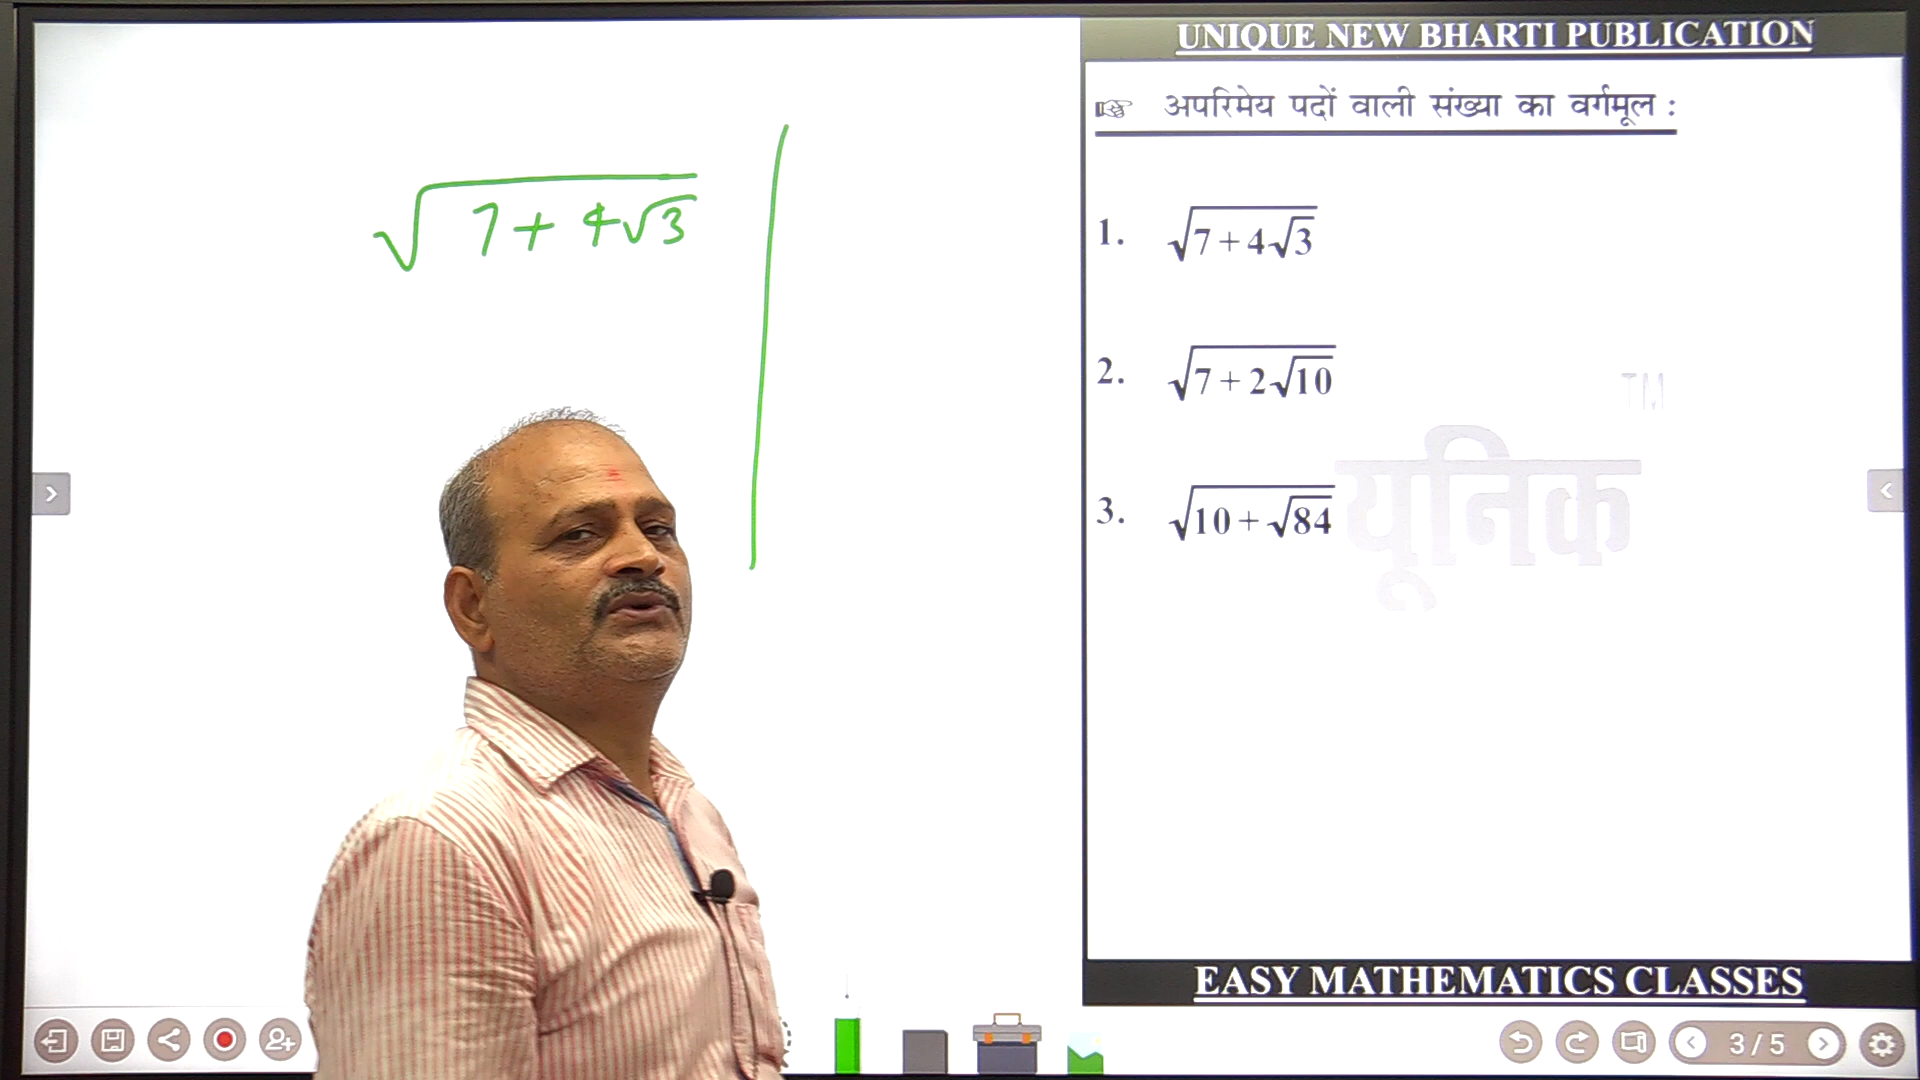 √(7+4√3)
UNIQUE NEW BHARTI PUBLICATION
☞ अपरिमेय पदों वाली संख्या का वर्गमूल :
1. √(7+4√3)
2. √(7+2√10)
3. √(10+√84)
TM
यूनिक
EASY MATHEMATICS CLASSES
3/5